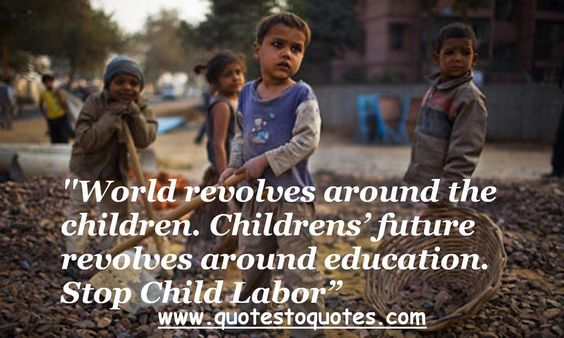 "World revolves around the
children. Childrens’ future
revolves around education.
Stop Child Labor”
www.quotestoquotes.com